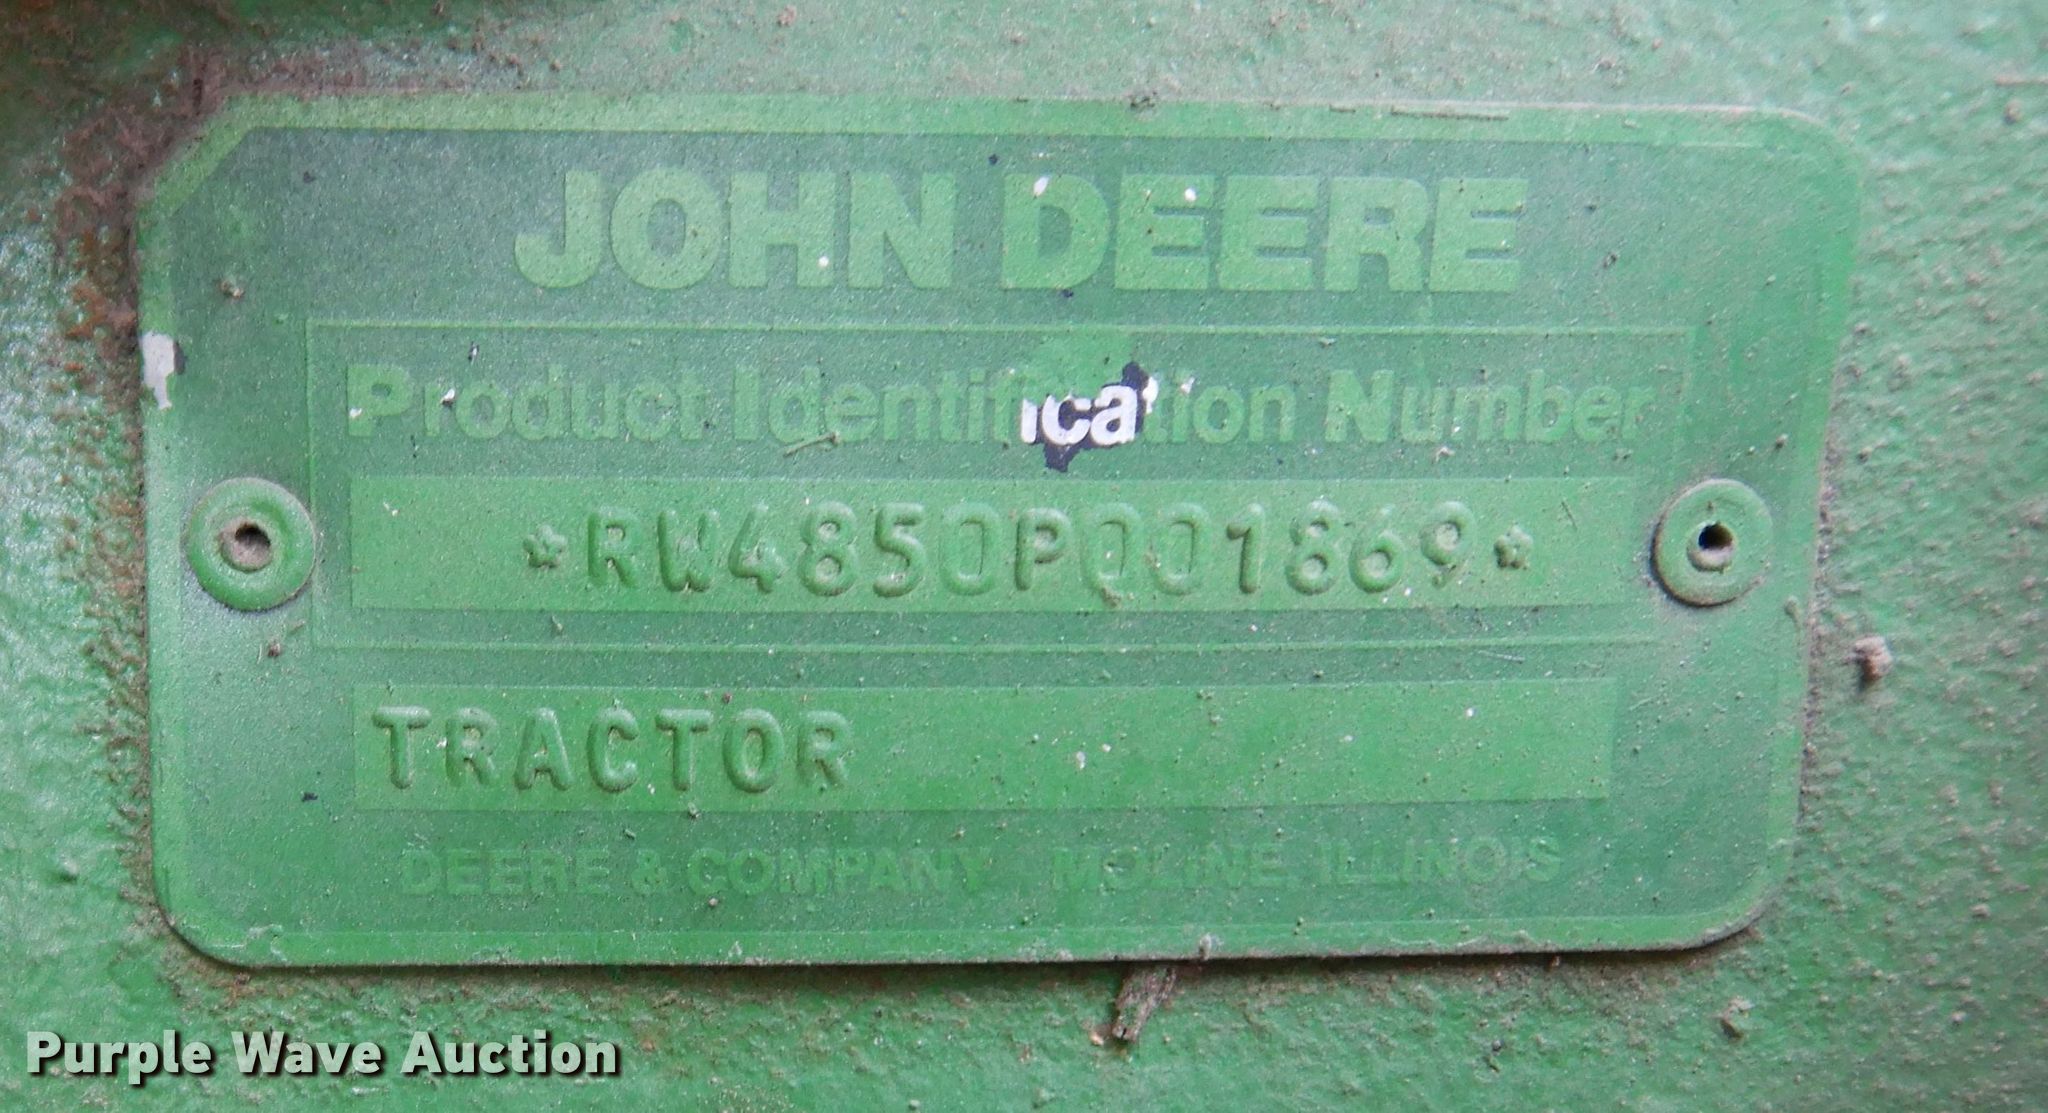 JOHN DEERE
Product Identification Number
*RW4850P001869*
TRACTOR
DEERE & COMPANY MOLINE, ILLINOIS
Purple Wave Auction